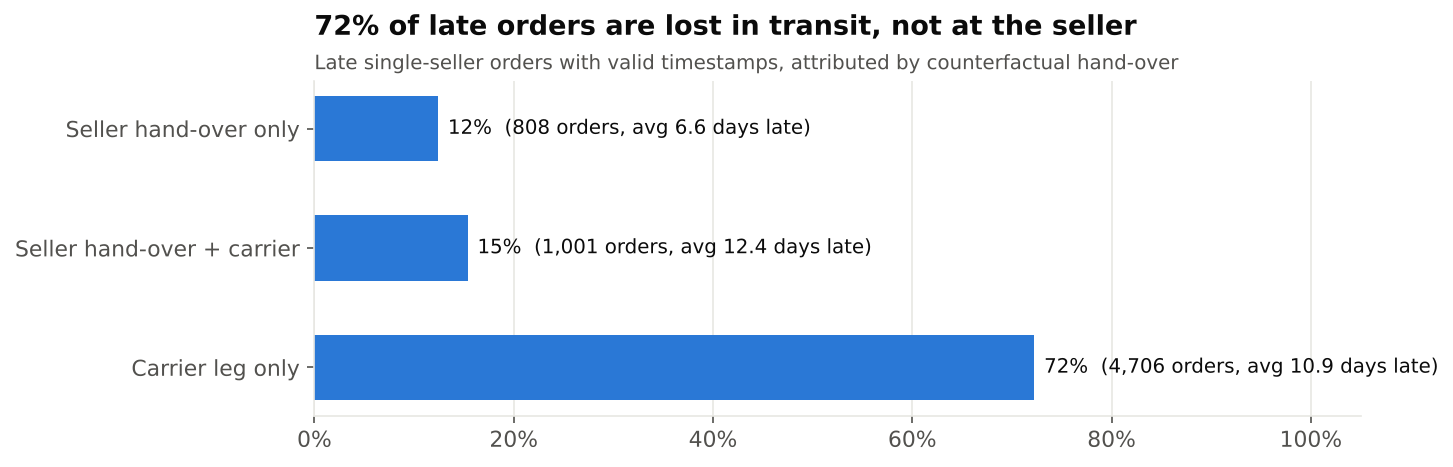 72% of late orders are lost in transit, not at the seller
Late single-seller orders with valid timestamps, attributed by counterfactual hand-over
Seller hand-over only
12%  (808 orders, avg 6.6 days late)
Seller hand-over + carrier
15%  (1,001 orders, avg 12.4 days late)
Carrier leg only
72%  (4,706 orders, avg 10.9 days late)
0%
20%
40%
60%
80%
100%